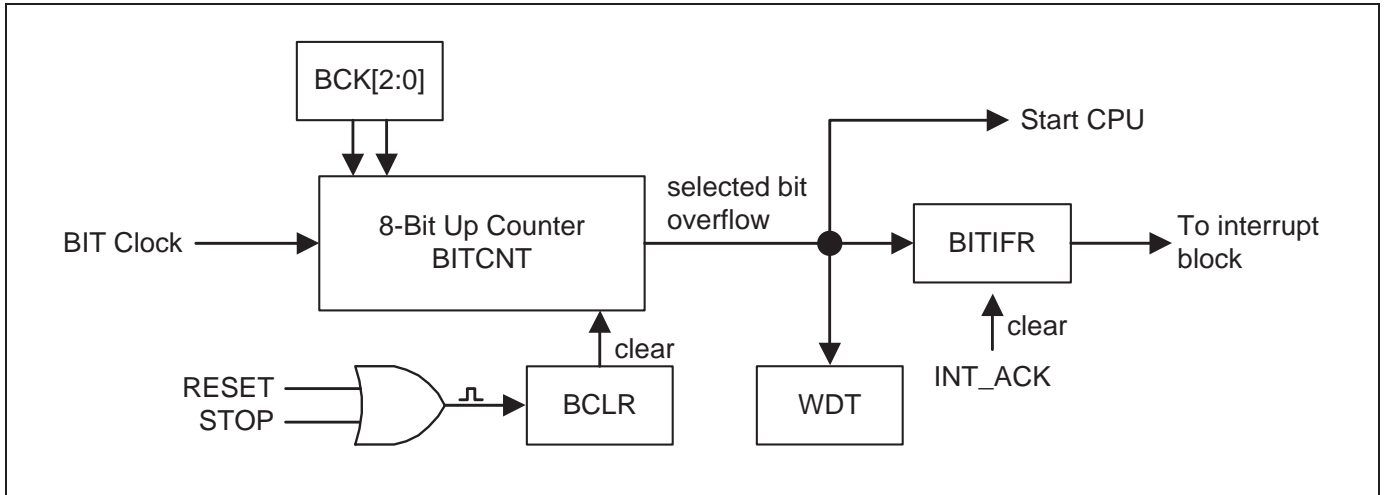 BCK[2:0]
Start CPU
selected bit
overflow
8-Bit Up Counter
BITCNT
BIT Clock
BITIFR
To interrupt
block
clear
clear
INT_ACK
RESET
STOP
BCLR
WDT